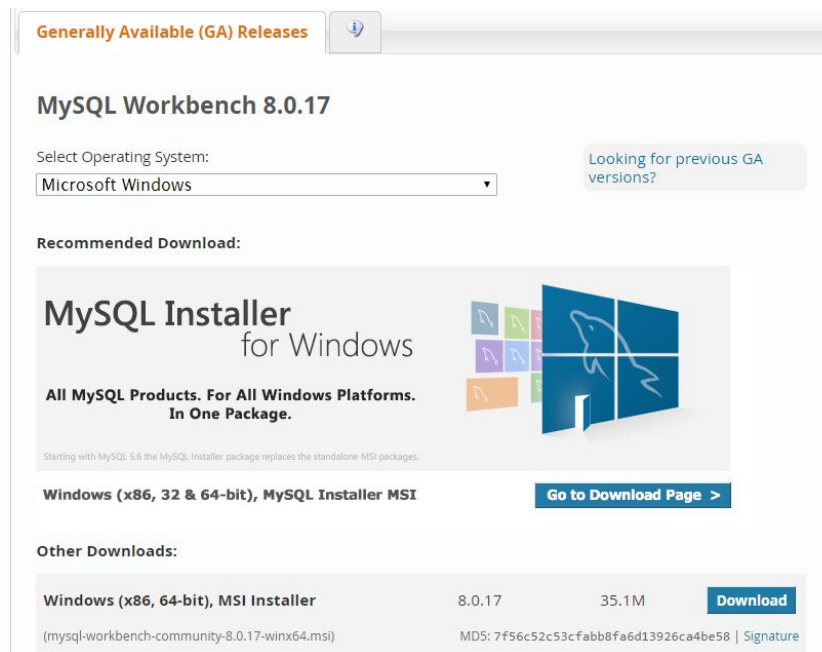 Generally Available (GA) Releases
MySQL Workbench 8.0.17
Select Operating System:
Microsoft Windows
Looking for previous GA
versions?
Recommended Download:
MySQL Installer
for Windows
All MySQL Products. For All Windows Platforms.
In One Package.
Starting with MySQL 5.6 the MySQL Installer package replaces the standalone MSI packages.
Windows (x86, 32 & 64-bit), MySQL Installer MSI
Go to Download Page >
Other Downloads:
Windows (x86, 64-bit), MSI Installer 8.0.17 35.1M Download
(mysql-workbench-community-8.0.17-winx64.msi) MD5: 7f56c52c53cfabb8fa6d13926ca4be58 | Signature